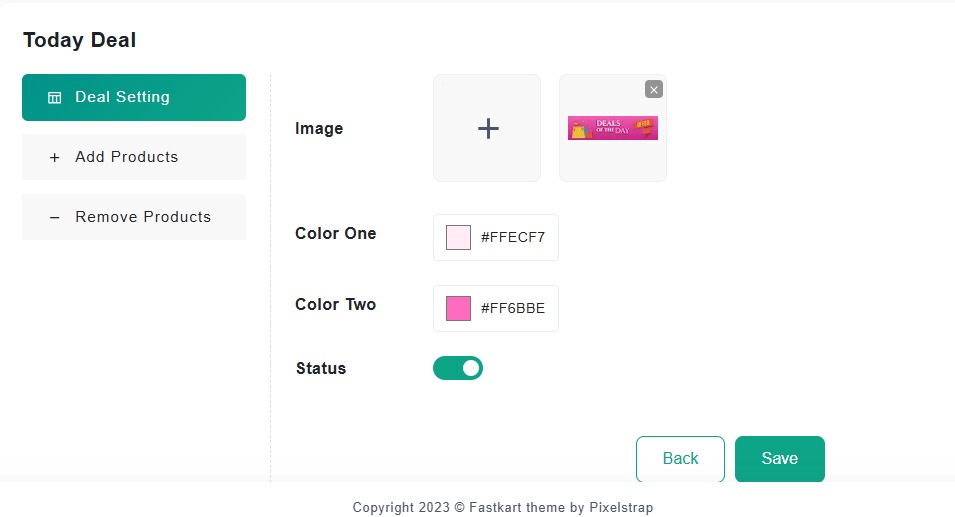 Today Deal
Deal Setting
Add Products
Remove Products
Image
DEALS
OF THE DAY
OFFER
Color One
#FFECF7
Color Two
#FF6BBE
Status
Back
Save
Copyright 2023 © Fastkart theme by Pixelstrap